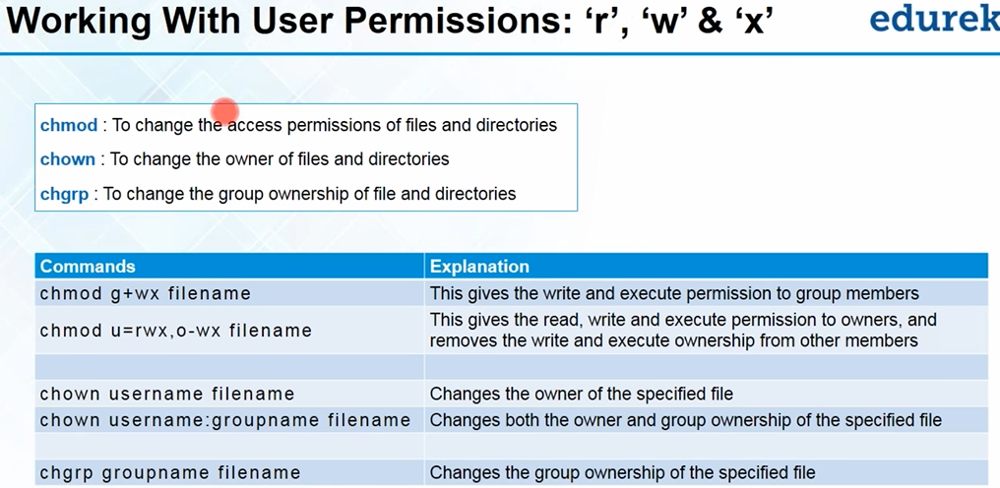 Working With User Permissions: ‘r’, ‘w’ & ‘x’
edurek
chmod : To change the access permissions of files and directories
chown : To change the owner of files and directories
chgrp : To change the group ownership of file and directories
Commands Explanation
chmod g+wx filename This gives the write and execute permission to group members
chmod u=rwx,o-wx filename This gives the read, write and execute permission to owners, and
removes the write and execute ownership from other members
chown username filename Changes the owner of the specified file
chown username:groupname filename Changes both the owner and group ownership of the specified file
chgrp groupname filename Changes the group ownership of the specified file